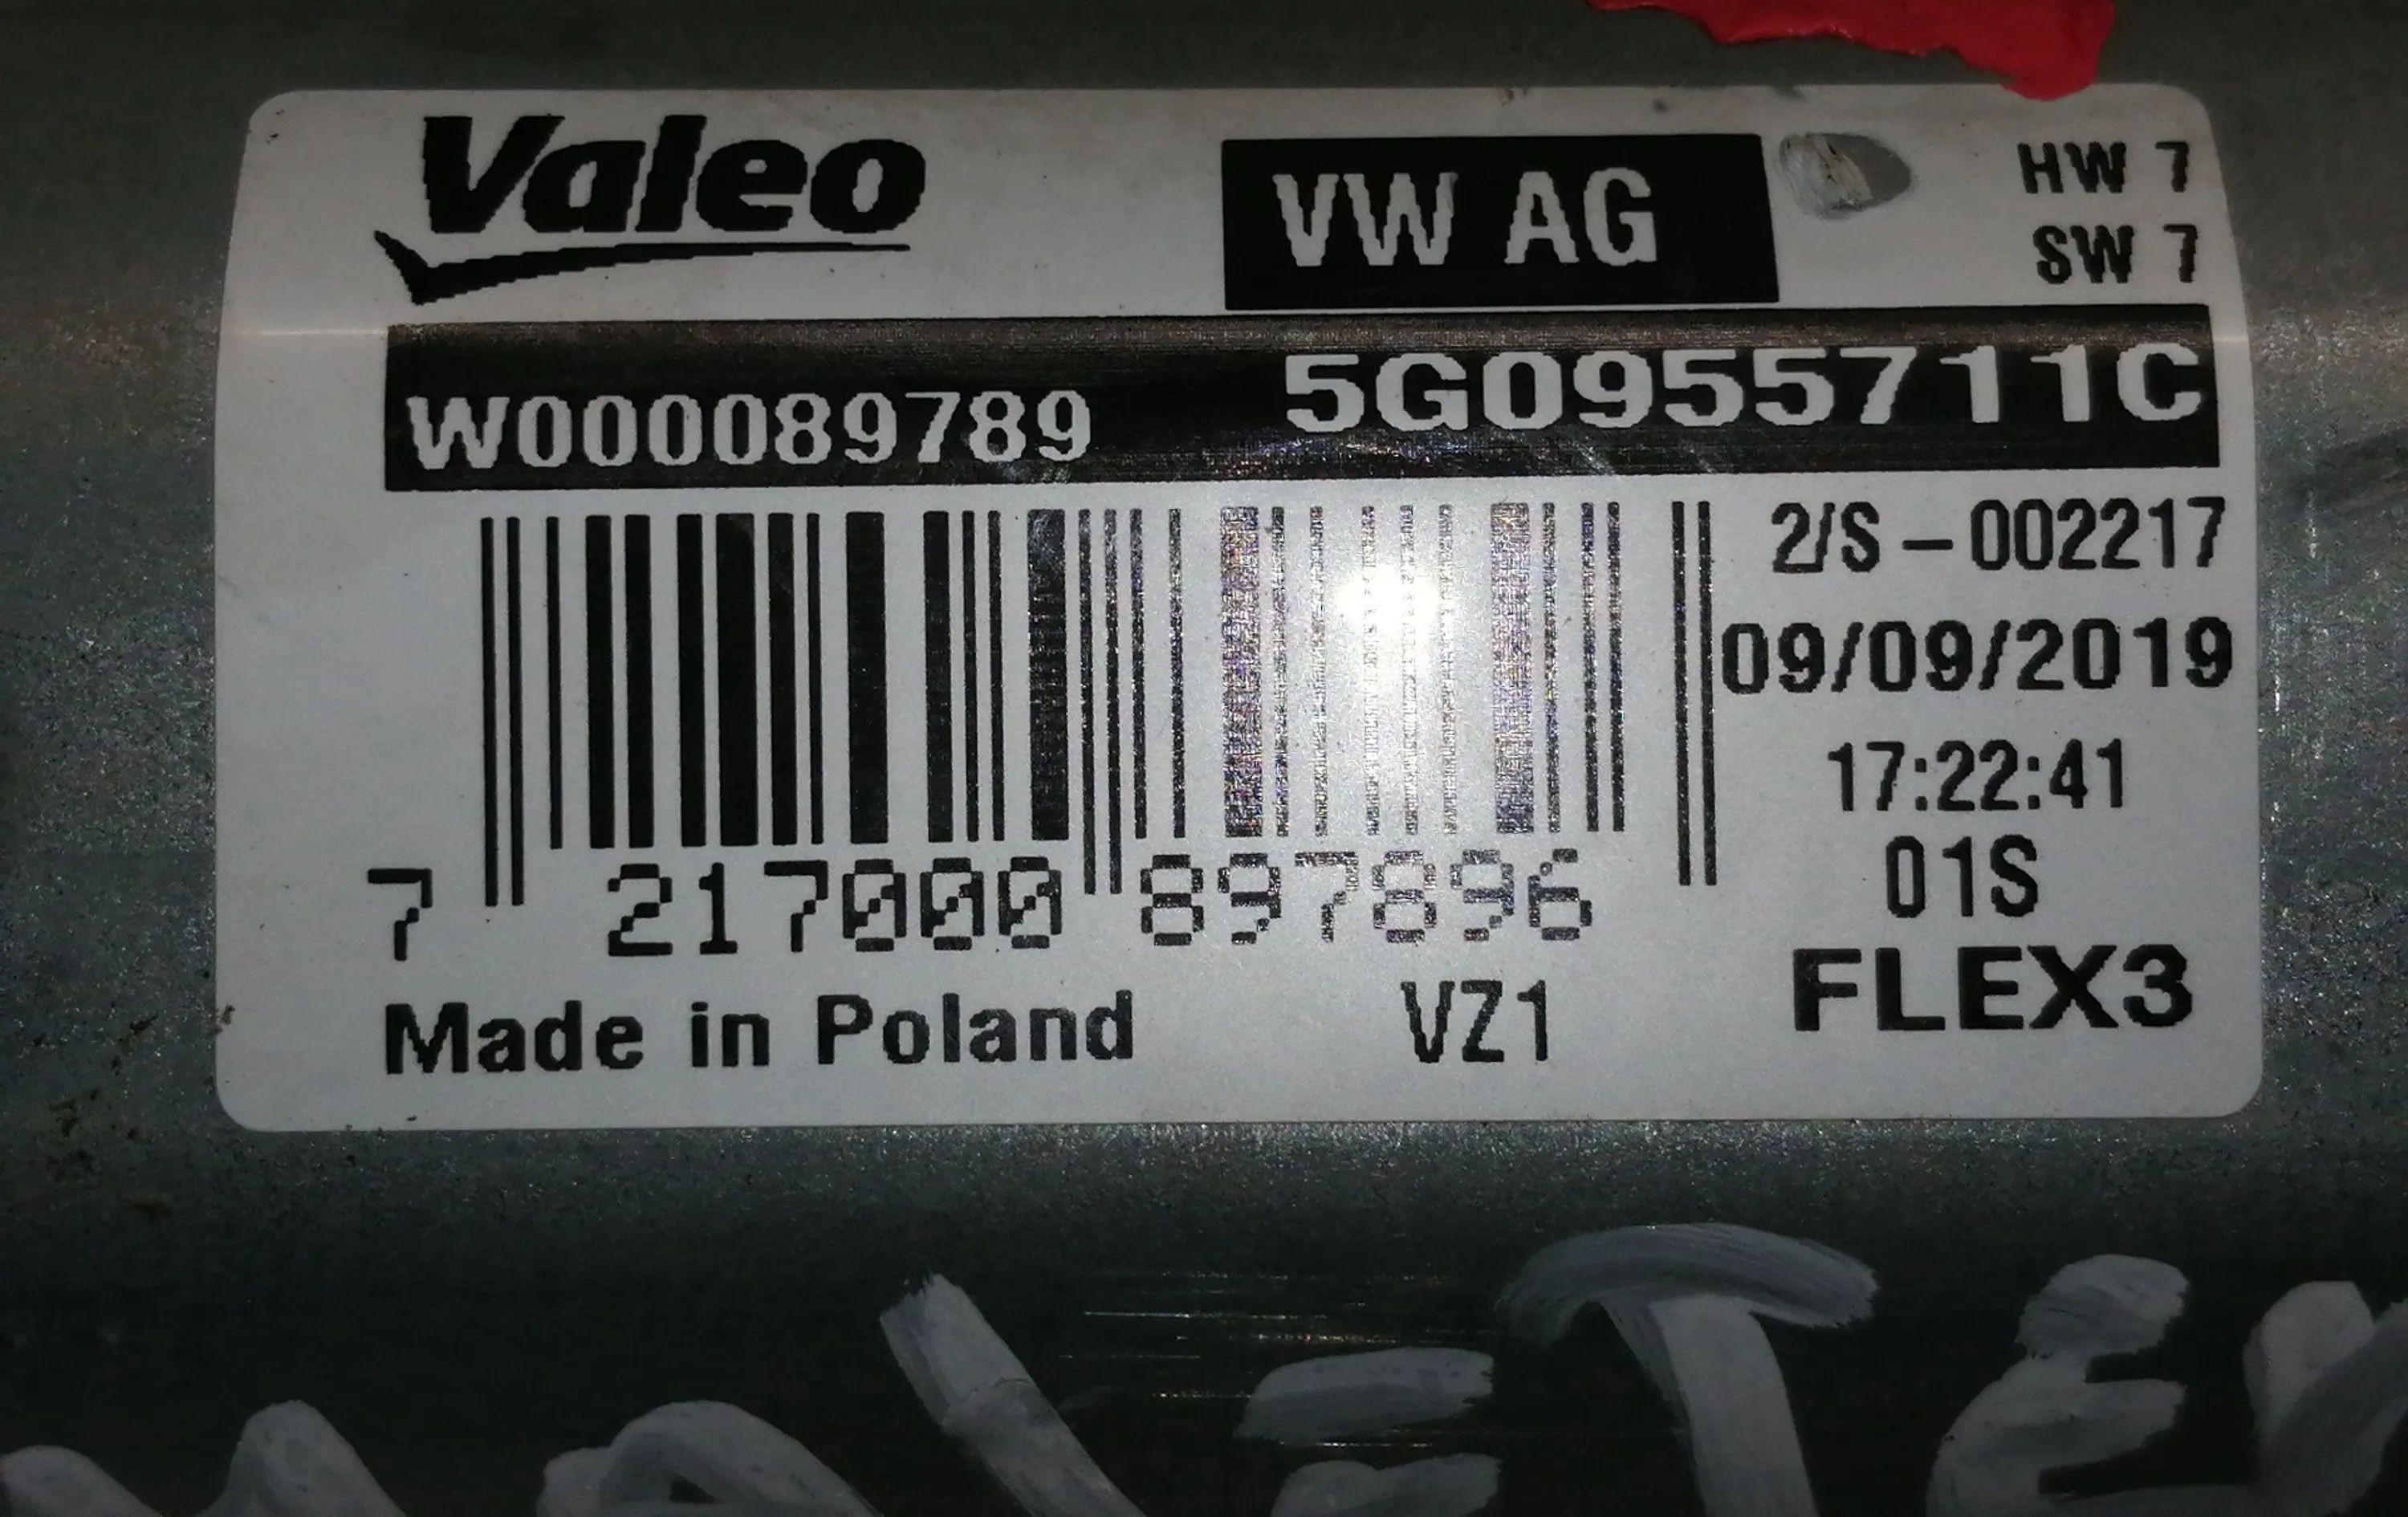 Valeo
VW AG
HW 7
SW 7
W000089789
5G0955711C
2/S – 002217
09/09/2019
17:22:41
01S
7 217000 897896
FLEX3
Made in Poland
VZ1